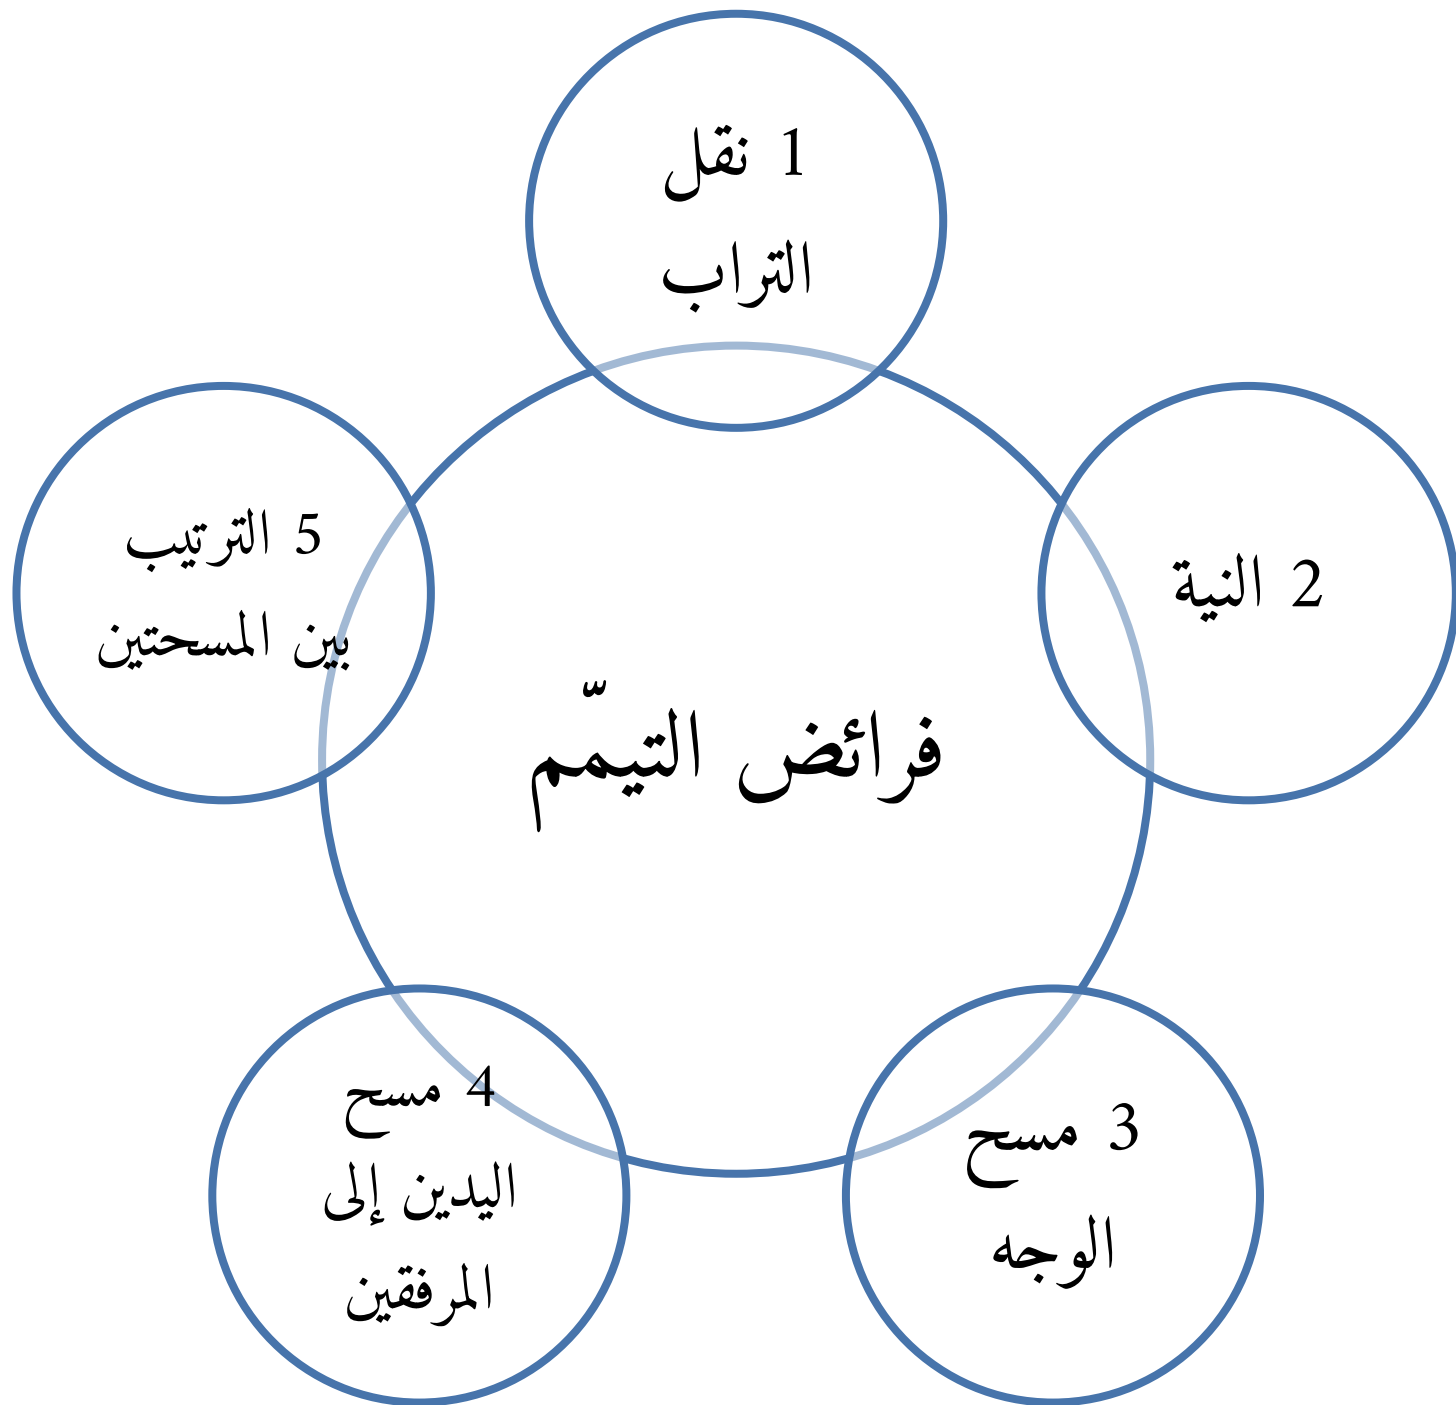 1 نقل
التراب
2 النية
3 مسح
الوجه
4 مسح
اليدين إلى
المرفقين
5 الترتيب
بين المسحتين
فرائض التيمّم